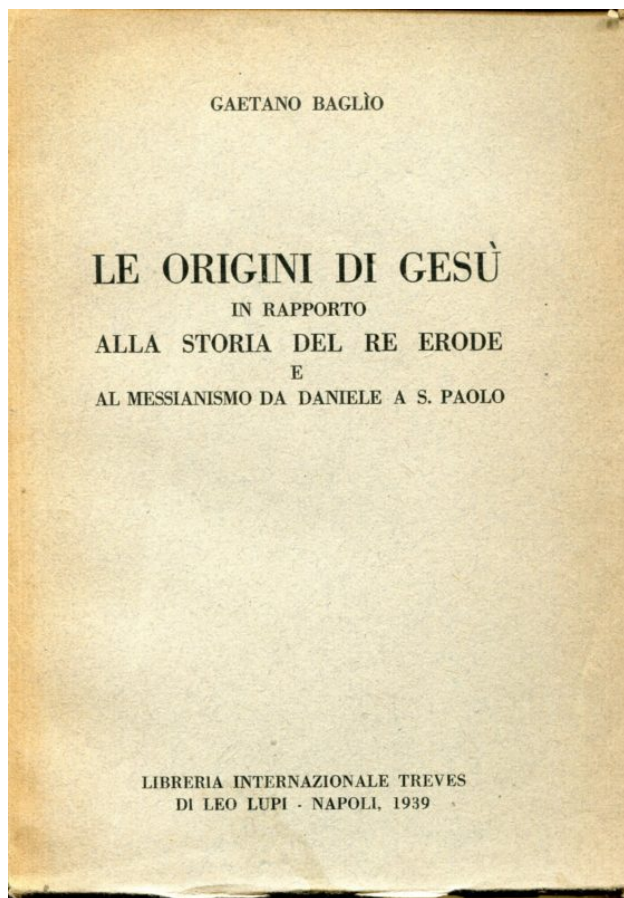 GAETANO BAGLÌO
LE ORIGINI DI GESÙ
IN RAPPORTO
ALLA STORIA DEL RE ERODE
E
AL MESSIANISMO DA DANIELE A S. PAOLO
LIBRERIA INTERNAZIONALE TREVES
DI LEO LUPI - NAPOLI, 1939